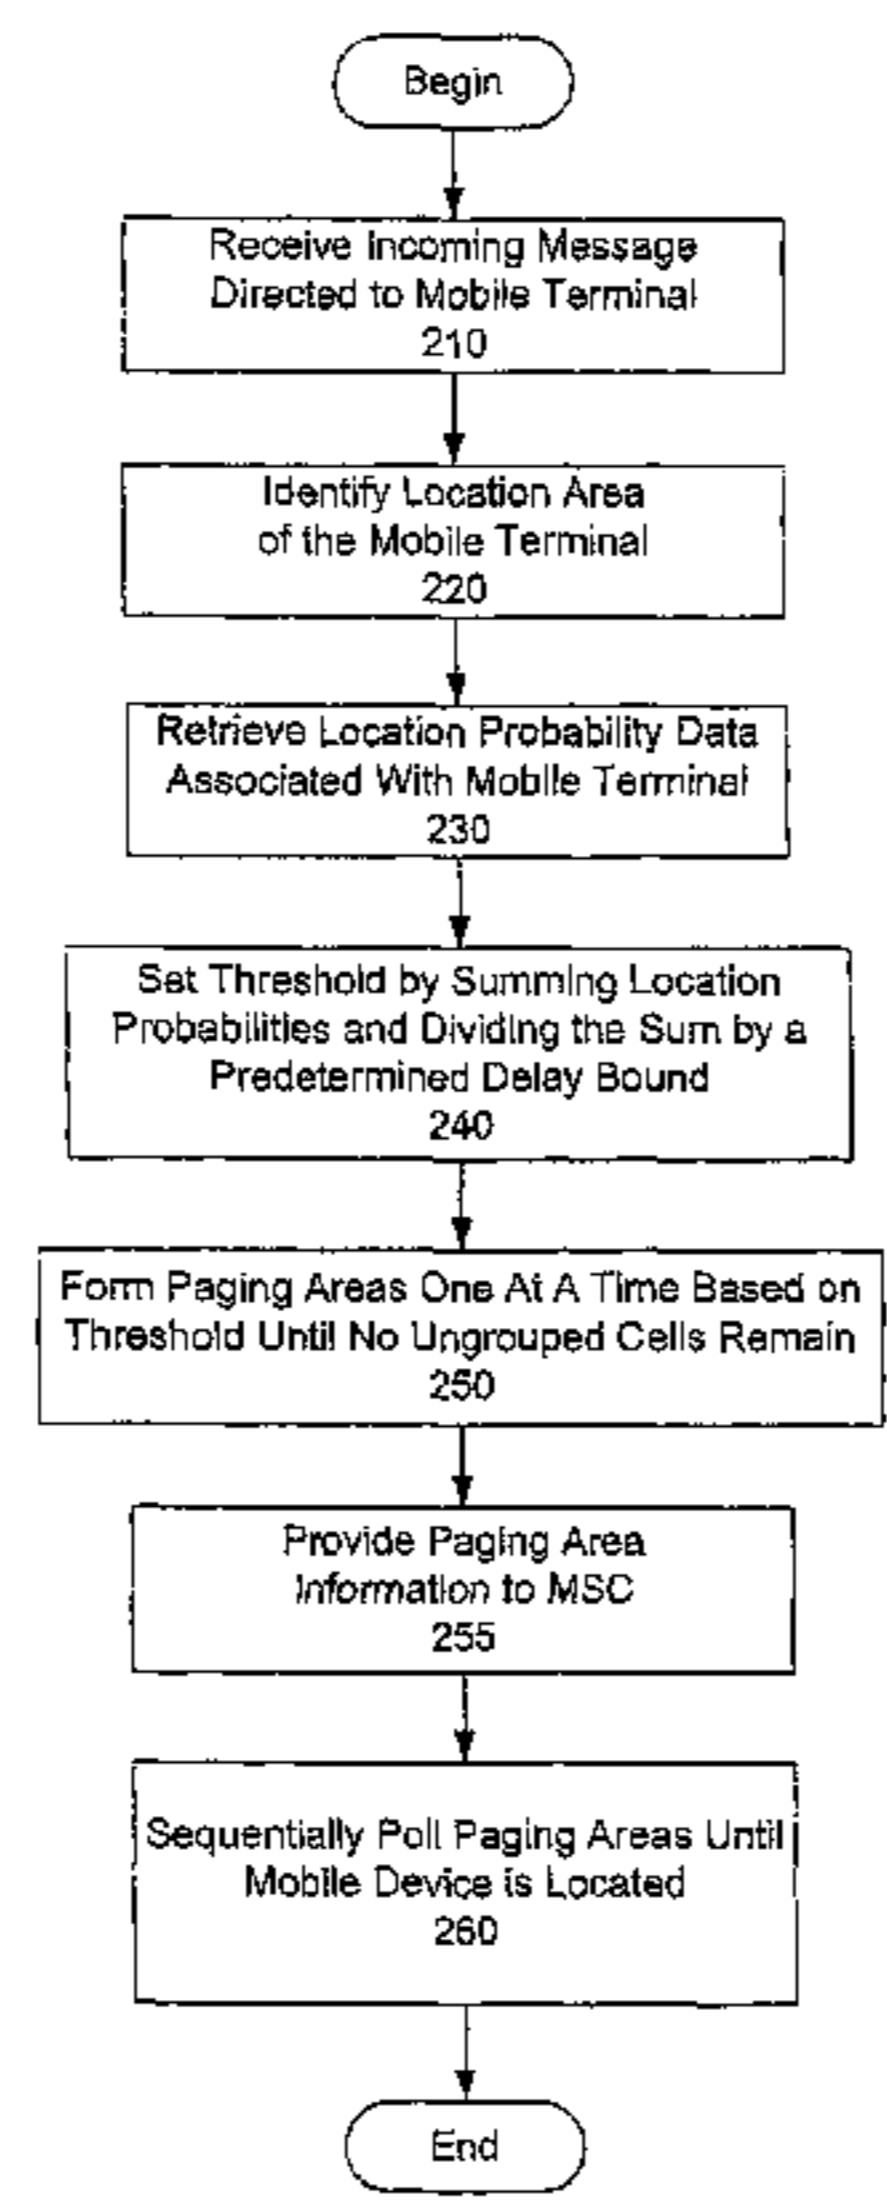 Begin
Receive Incoming Message
Directed to Mobile Terminal
210
Identify Location Area
of the Mobile Terminal
220
Retrieve Location Probability Data
Associated With Mobile Terminal
230
Set Threshold by Summing Location
Probabilities and Dividing the Sum by a
Predetermined Delay Bound
240
Form Paging Areas One At A Time Based on
Threshold Until No Ungrouped Cells Remain
250
Provide Paging Area
Information to MSC
255
Sequentially Poll Paging Areas Until
Mobile Device is Located
260
End